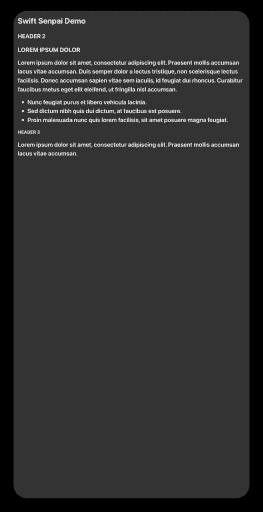 Swift Senpai Demo
HEADER 2
LOREM IPSUM DOLOR
Lorem ipsum dolor sit amet, consectetur adipiscing elit. Praesent mollis accumsan
lacus vitae accumsan. Duis semper dolor a lectus tristique, non scelerisque lectus
facilisis. Donec accumsan sapien vitae sem iaculis, id feugiat dui rhoncus. Curabitur
faucibus metus eget elit eleifend, ut fringilla nisl accumsan.
• Nunc feugiat purus et libero vehicula lacinia.
• Sed dictum nibh quis dui dictum, at faucibus est posuere.
• Proin malesuada nunc quis lorem facilisis, sit amet posuere magna feugiat.
HEADER 3
Lorem ipsum dolor sit amet, consectetur adipiscing elit. Praesent mollis accumsan
lacus vitae accumsan.